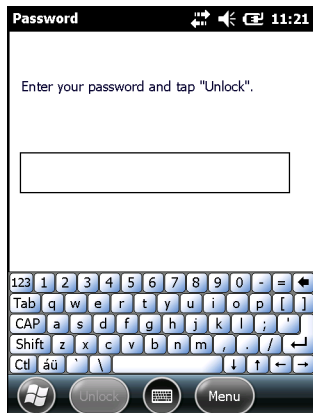 Password 11:21
Enter your password and tap "Unlock".
123 1 2 3 4 5 6 7 8 9 0 - =
Tab q w e r t y u i o p [ ]
CAP a s d f g h j k l ; '
Shift z x c v b n m , . /
Ctl áü ` \
Unlock Menu